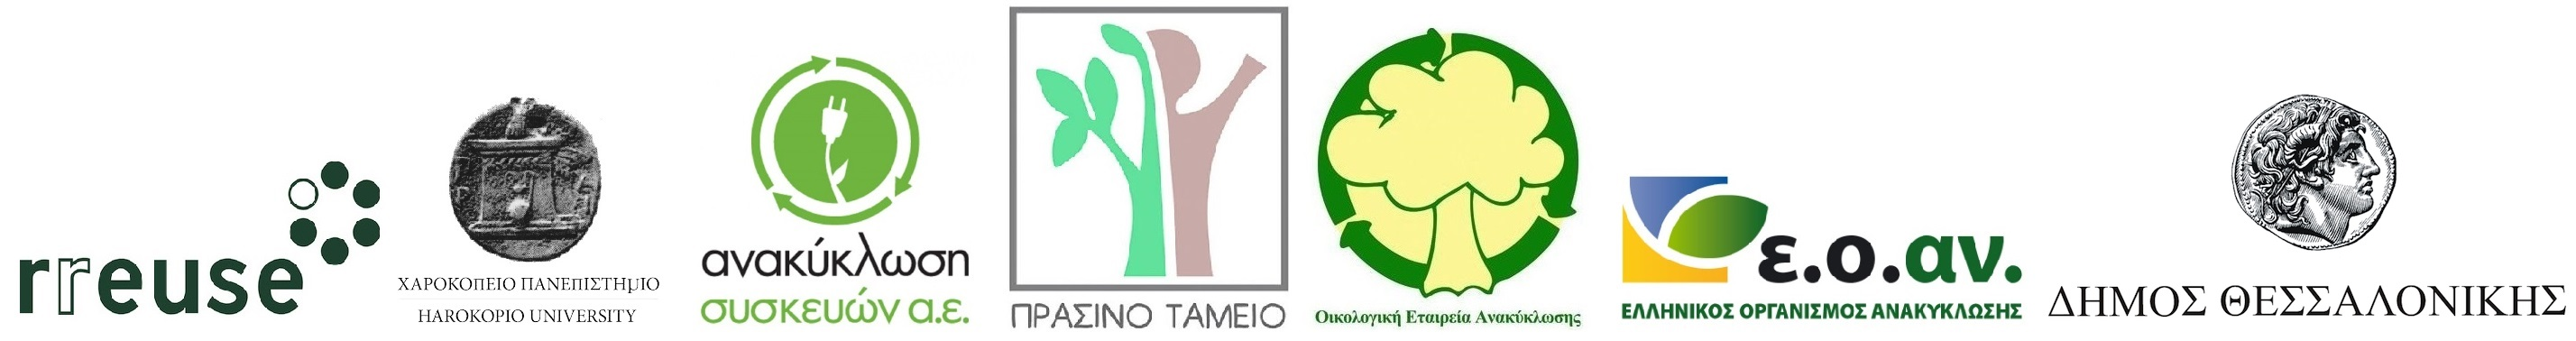 rreuse
ΧΑΡΟΚΟΠΕΙΟ ΠΑΝΕΠΙΣΤΗΜΙΟ
HAROKOPIO UNIVERSITY
ανακύκλωση
συσκευών α.ε.
ΠΡΑΣΙΝΟ ΤΑΜΕΙΟ
Οικολογική Εταιρεία Ανακύκλωσης
ε.ο.αν.
ΕΛΛΗΝΙΚΟΣ ΟΡΓΑΝΙΣΜΟΣ ΑΝΑΚΥΚΛΩΣΗΣ
ΔΗΜΟΣ ΘΕΣΣΑΛΟΝΙΚΗΣ